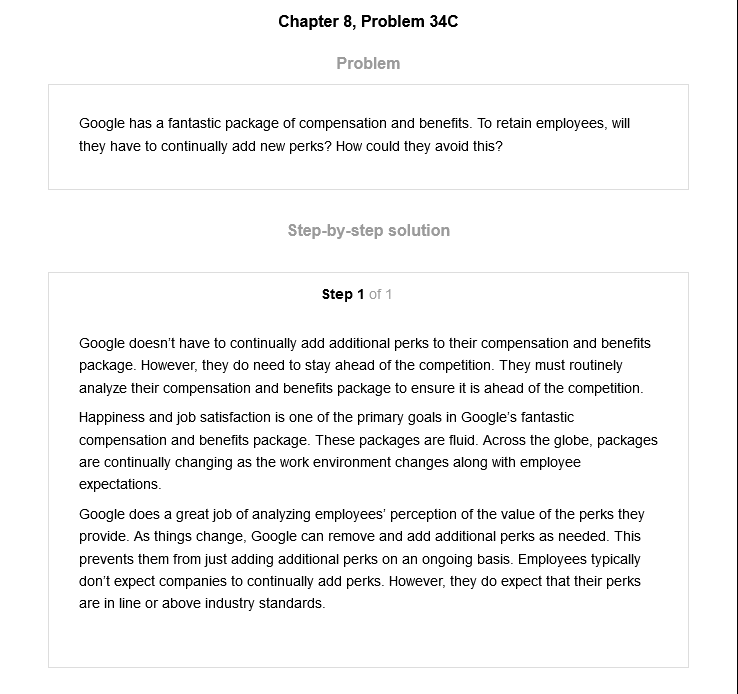 Chapter 8, Problem 34C
Problem
Google has a fantastic package of compensation and benefits. To retain employees, will
they have to continually add new perks? How could they avoid this?
Step-by-step solution
Step 1 of 1
Google doesn’t have to continually add additional perks to their compensation and benefits
package. However, they do need to stay ahead of the competition. They must routinely
analyze their compensation and benefits package to ensure it is ahead of the competition.
Happiness and job satisfaction is one of the primary goals in Google’s fantastic
compensation and benefits package. These packages are fluid. Across the globe, packages
are continually changing as the work environment changes along with employee
expectations.
Google does a great job of analyzing employees’ perception of the value of the perks they
provide. As things change, Google can remove and add additional perks as needed. This
prevents them from just adding additional perks on an ongoing basis. Employees typically
don’t expect companies to continually add perks. However, they do expect that their perks
are in line or above industry standards.